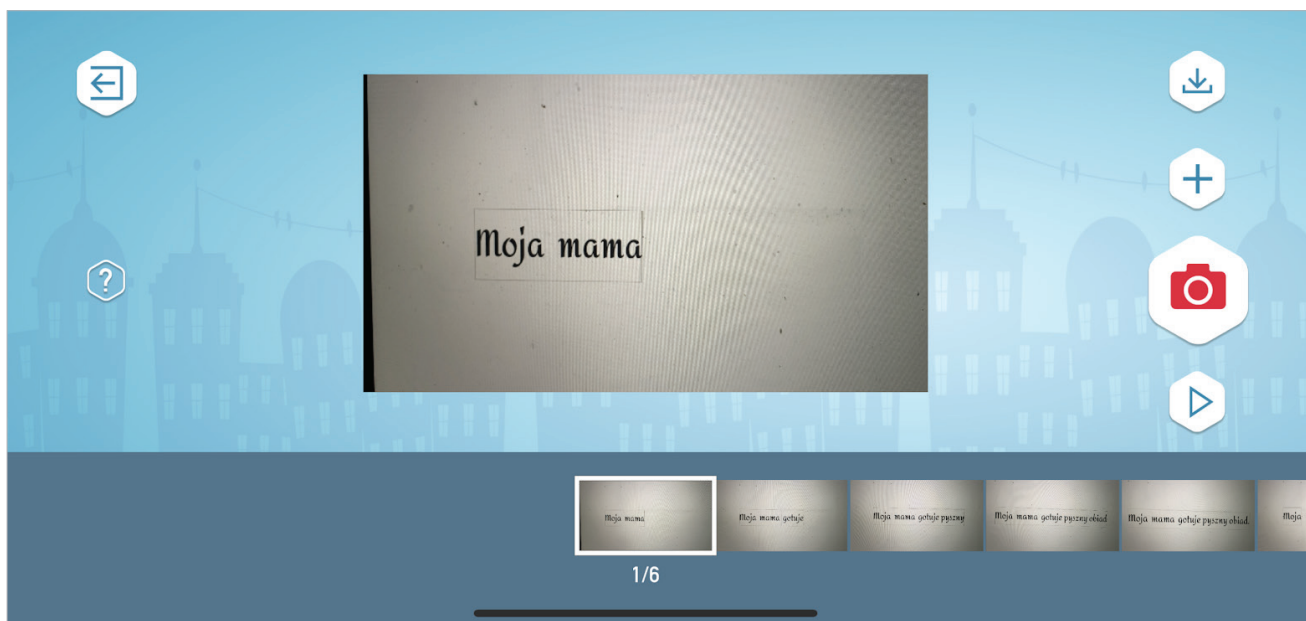 ?
Moja mama
Moja mama
Moja mama gotuje
Moja mama gotuje pyszny
Moja mama gotuje pyszny obiad
Moja mama gotuje pyszny obiad.
Moja
1/6